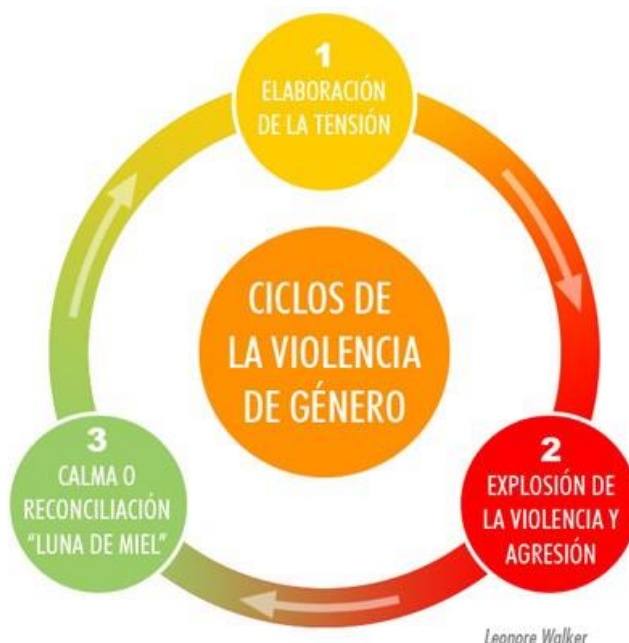 1
ELABORACIÓN
DE LA TENSIÓN
CICLOS DE
LA VIOLENCIA
DE GÉNERO
3
CALMA O
RECONCILIACIÓN
"LUNA DE MIEL"
2
EXPLOSIÓN DE
LA VIOLENCIA Y
AGRESIÓN
Leonore Walker